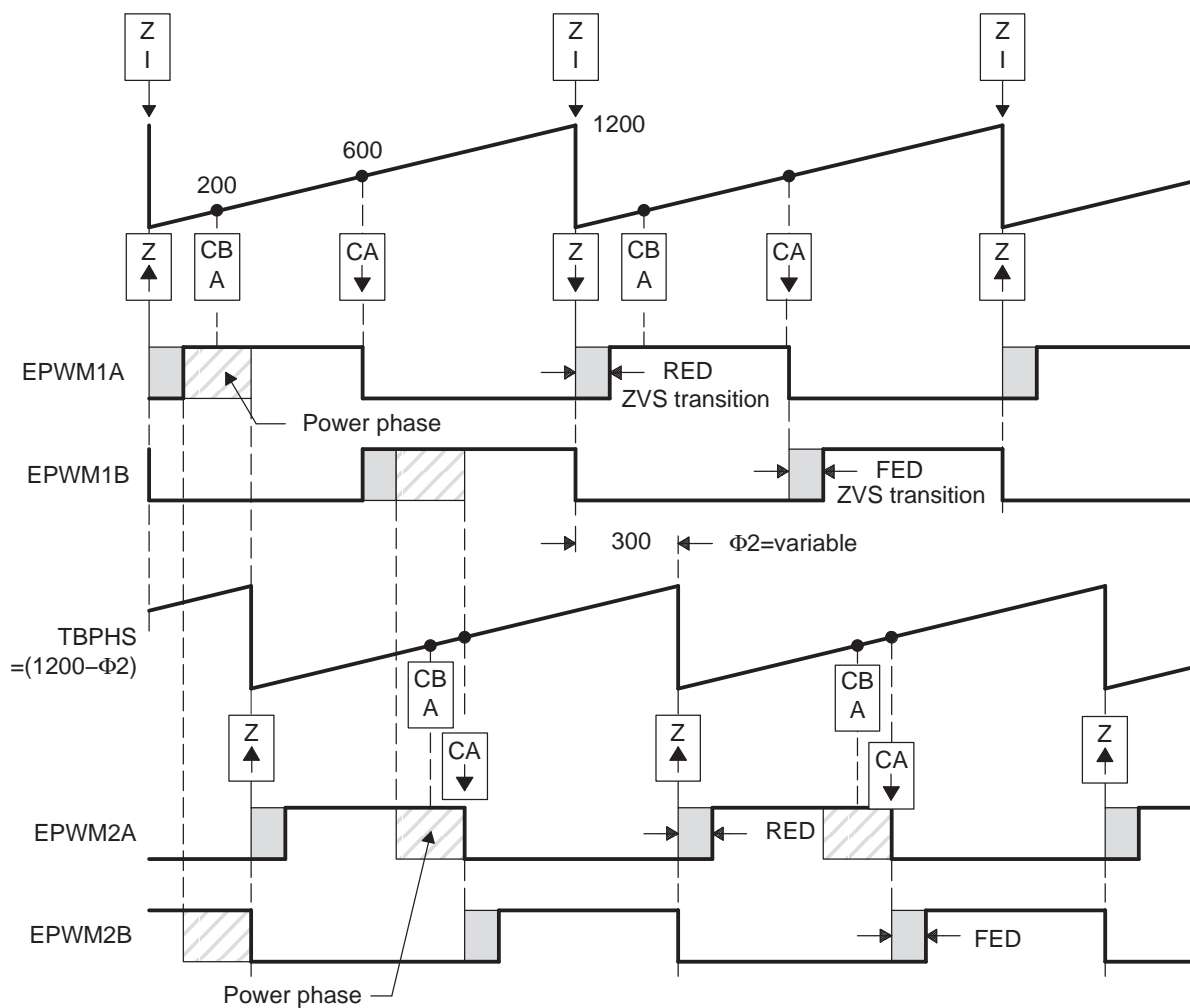 Z
I
Z
I
Z
I
1200
600
200
Z
CB
A
CA
Z
CB
A
CA
Z
EPWM1A
RED
ZVS transition
Power phase
EPWM1B
FED
ZVS transition
300
Φ2=variable
TBPHS
=(1200–Φ2)
CB
A
CB
A
Z
CA
Z
CA
Z
EPWM2A
RED
EPWM2B
FED
Power phase